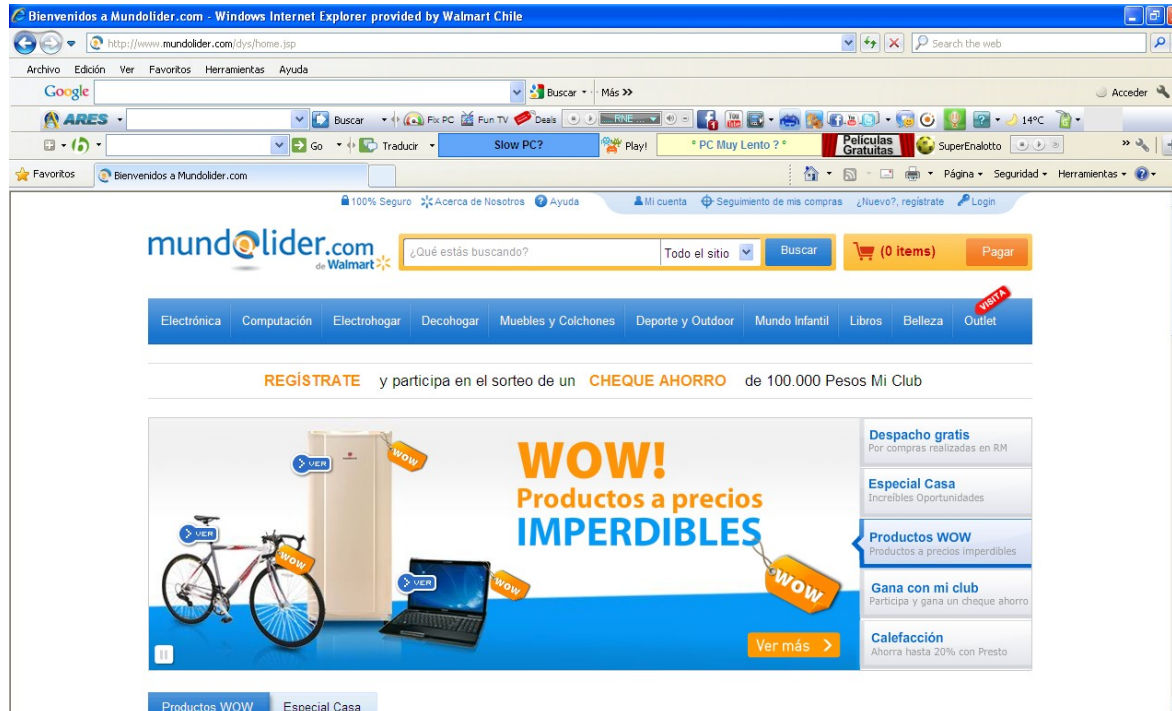 Bienvenidos a Mundolider.com - Windows Internet Explorer provided by Walmart Chile
http://www.mundolider.com/dys/home.jsp
Search the web
Archivo Edición Ver Favoritos Herramientas Ayuda
Google Buscar Más >> Acceder
ARES Buscar Fix PC Fun TV Deals RNE ... 14ºC
Go Traducir Slow PC? Play! * PC Muy Lento ? * Peliculas Gratuitas SuperEnalotto
Favoritos Bienvenidos a Mundolider.com Página Seguridad Herramientas
100% Seguro Acerca de Nosotros Ayuda Mi cuenta Seguimiento de mis compras ¿Nuevo?, regístrate Login
mundolider.com
de Walmart
¿Qué estás buscando? Todo el sitio Buscar (0 items) Pagar
VISITA
Electrónica Computación Electrohogar Decohogar Muebles y Colchones Deporte y Outdoor Mundo Infantil Libros Belleza Outlet
REGÍSTRATE y participa en el sorteo de un CHEQUE AHORRO de 100.000 Pesos Mi Club
WOW!
Productos a precios
IMPERDIBLES
VER
WOW
VER
WOW
VER
WOW
WOW
Ver más >
Despacho gratis
Por compras realizadas en RM
Especial Casa
Increíbles Oportunidades
Productos WOW
Productos a precios imperdibles
Gana con mi club
Participa y gana un cheque ahorro
Calefacción
Ahorra hasta 20% con Presto
Productos WOW Especial Casa